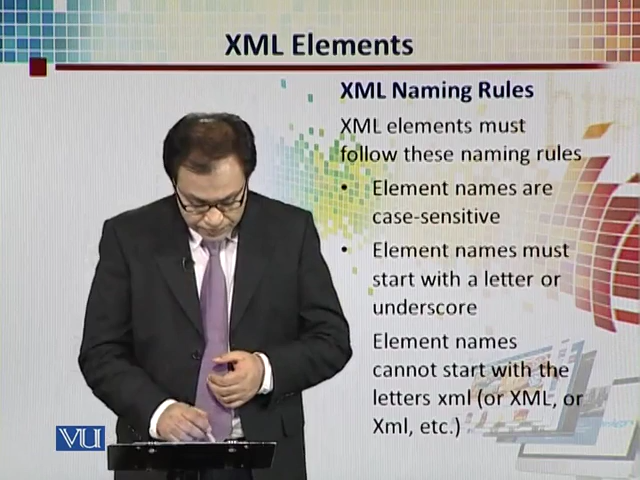 XML Elements
XML Naming Rules
XML elements must
follow these naming rules
• Element names are
case-sensitive
• Element names must
start with a letter or
underscore
Element names
cannot start with the
letters xml (or XML, or
Xml, etc.)
VU